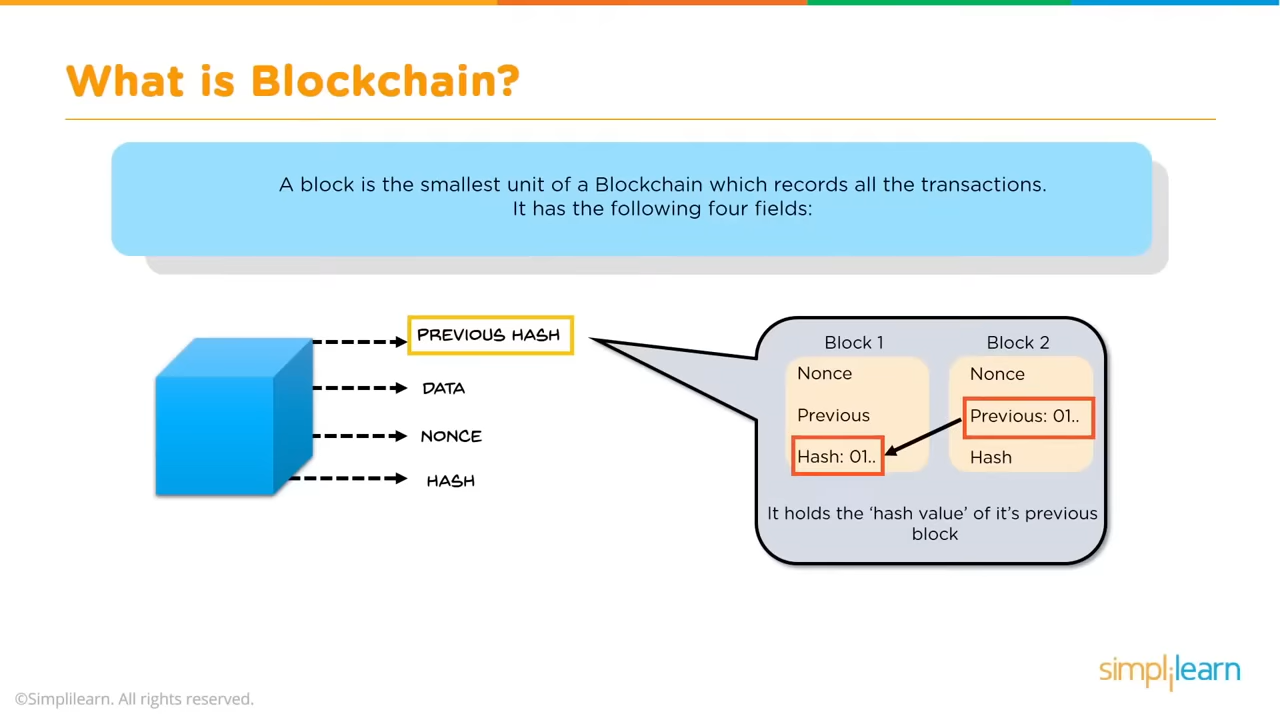 What is Blockchain?
A block is the smallest unit of a Blockchain which records all the transactions.
It has the following four fields:
PREVIOUS HASH
DATA
NONCE
HASH
Block 1
Nonce
Previous
Hash: 01..
Block 2
Nonce
Previous: 01..
Hash
It holds the ‘hash value’ of it’s previous
block
simplilearn
©Simplilearn. All rights reserved.